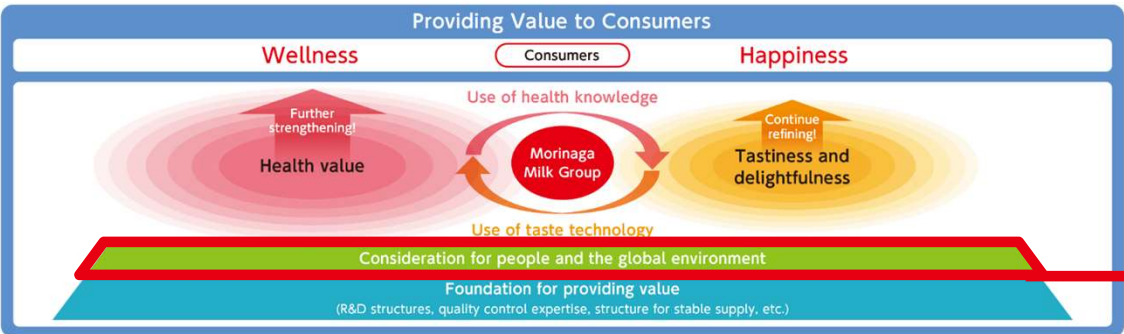 Providing Value to Consumers
Wellness
Consumers
Happiness
Use of health knowledge
Further
strengthening!
Continue
refining!
Health value
Morinaga
Milk Group
Tastiness and
delightfulness
Use of taste technology
Consideration for people and the global environment
Foundation for providing value
(R&D structures, quality control expertise, structure for stable supply, etc.)